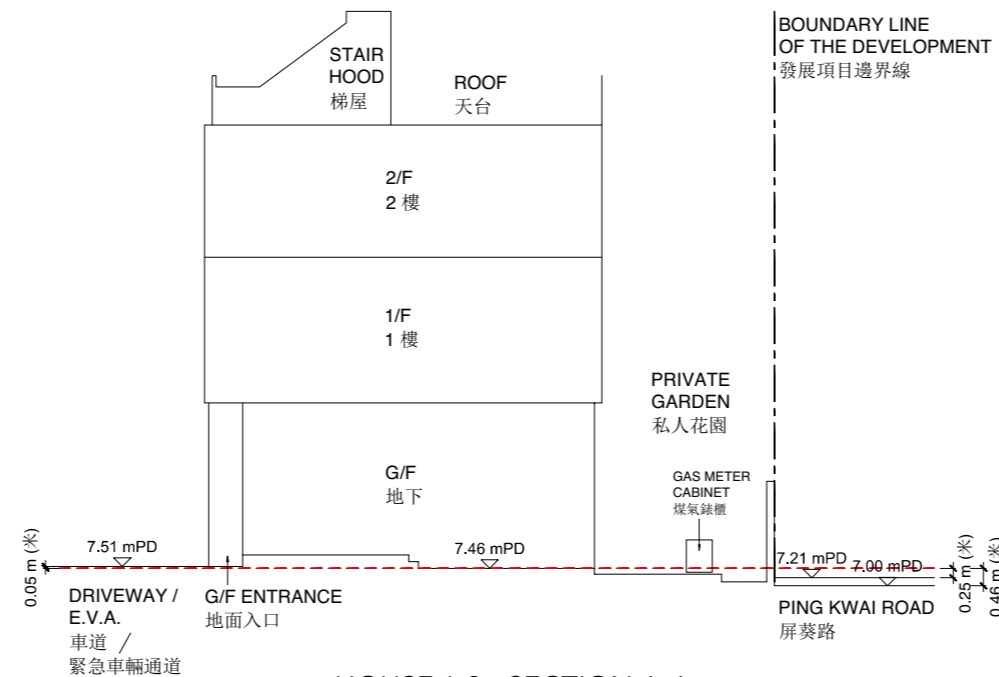 BOUNDARY LINE
OF THE DEVELOPMENT
發展項目邊界線
STAIR
HOOD
梯屋
ROOF
天台
2/F
2 樓
1/F
1 樓
PRIVATE
GARDEN
私人花園
G/F
地下
GAS METER
CABINET
煤氣錶櫃
0.05 m (米)
7.51 mPD
7.46 mPD
7.21 mPD
7.00 mPD
0.25 m (米)
0.46 m (米)
DRIVEWAY /
E.V.A.
車道 /
緊急車輛通道
G/F ENTRANCE
地面入口
PING KWAI ROAD
屏葵路